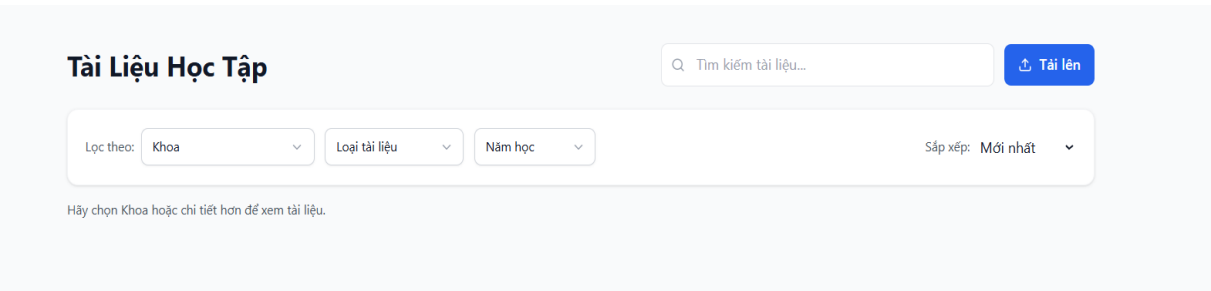 Tài Liệu Học Tập
Tìm kiếm tài liệu...
Tải lên
Lọc theo: Khoa Loại tài liệu Năm học Sắp xếp: Mới nhất
Hãy chọn Khoa hoặc chi tiết hơn để xem tài liệu.